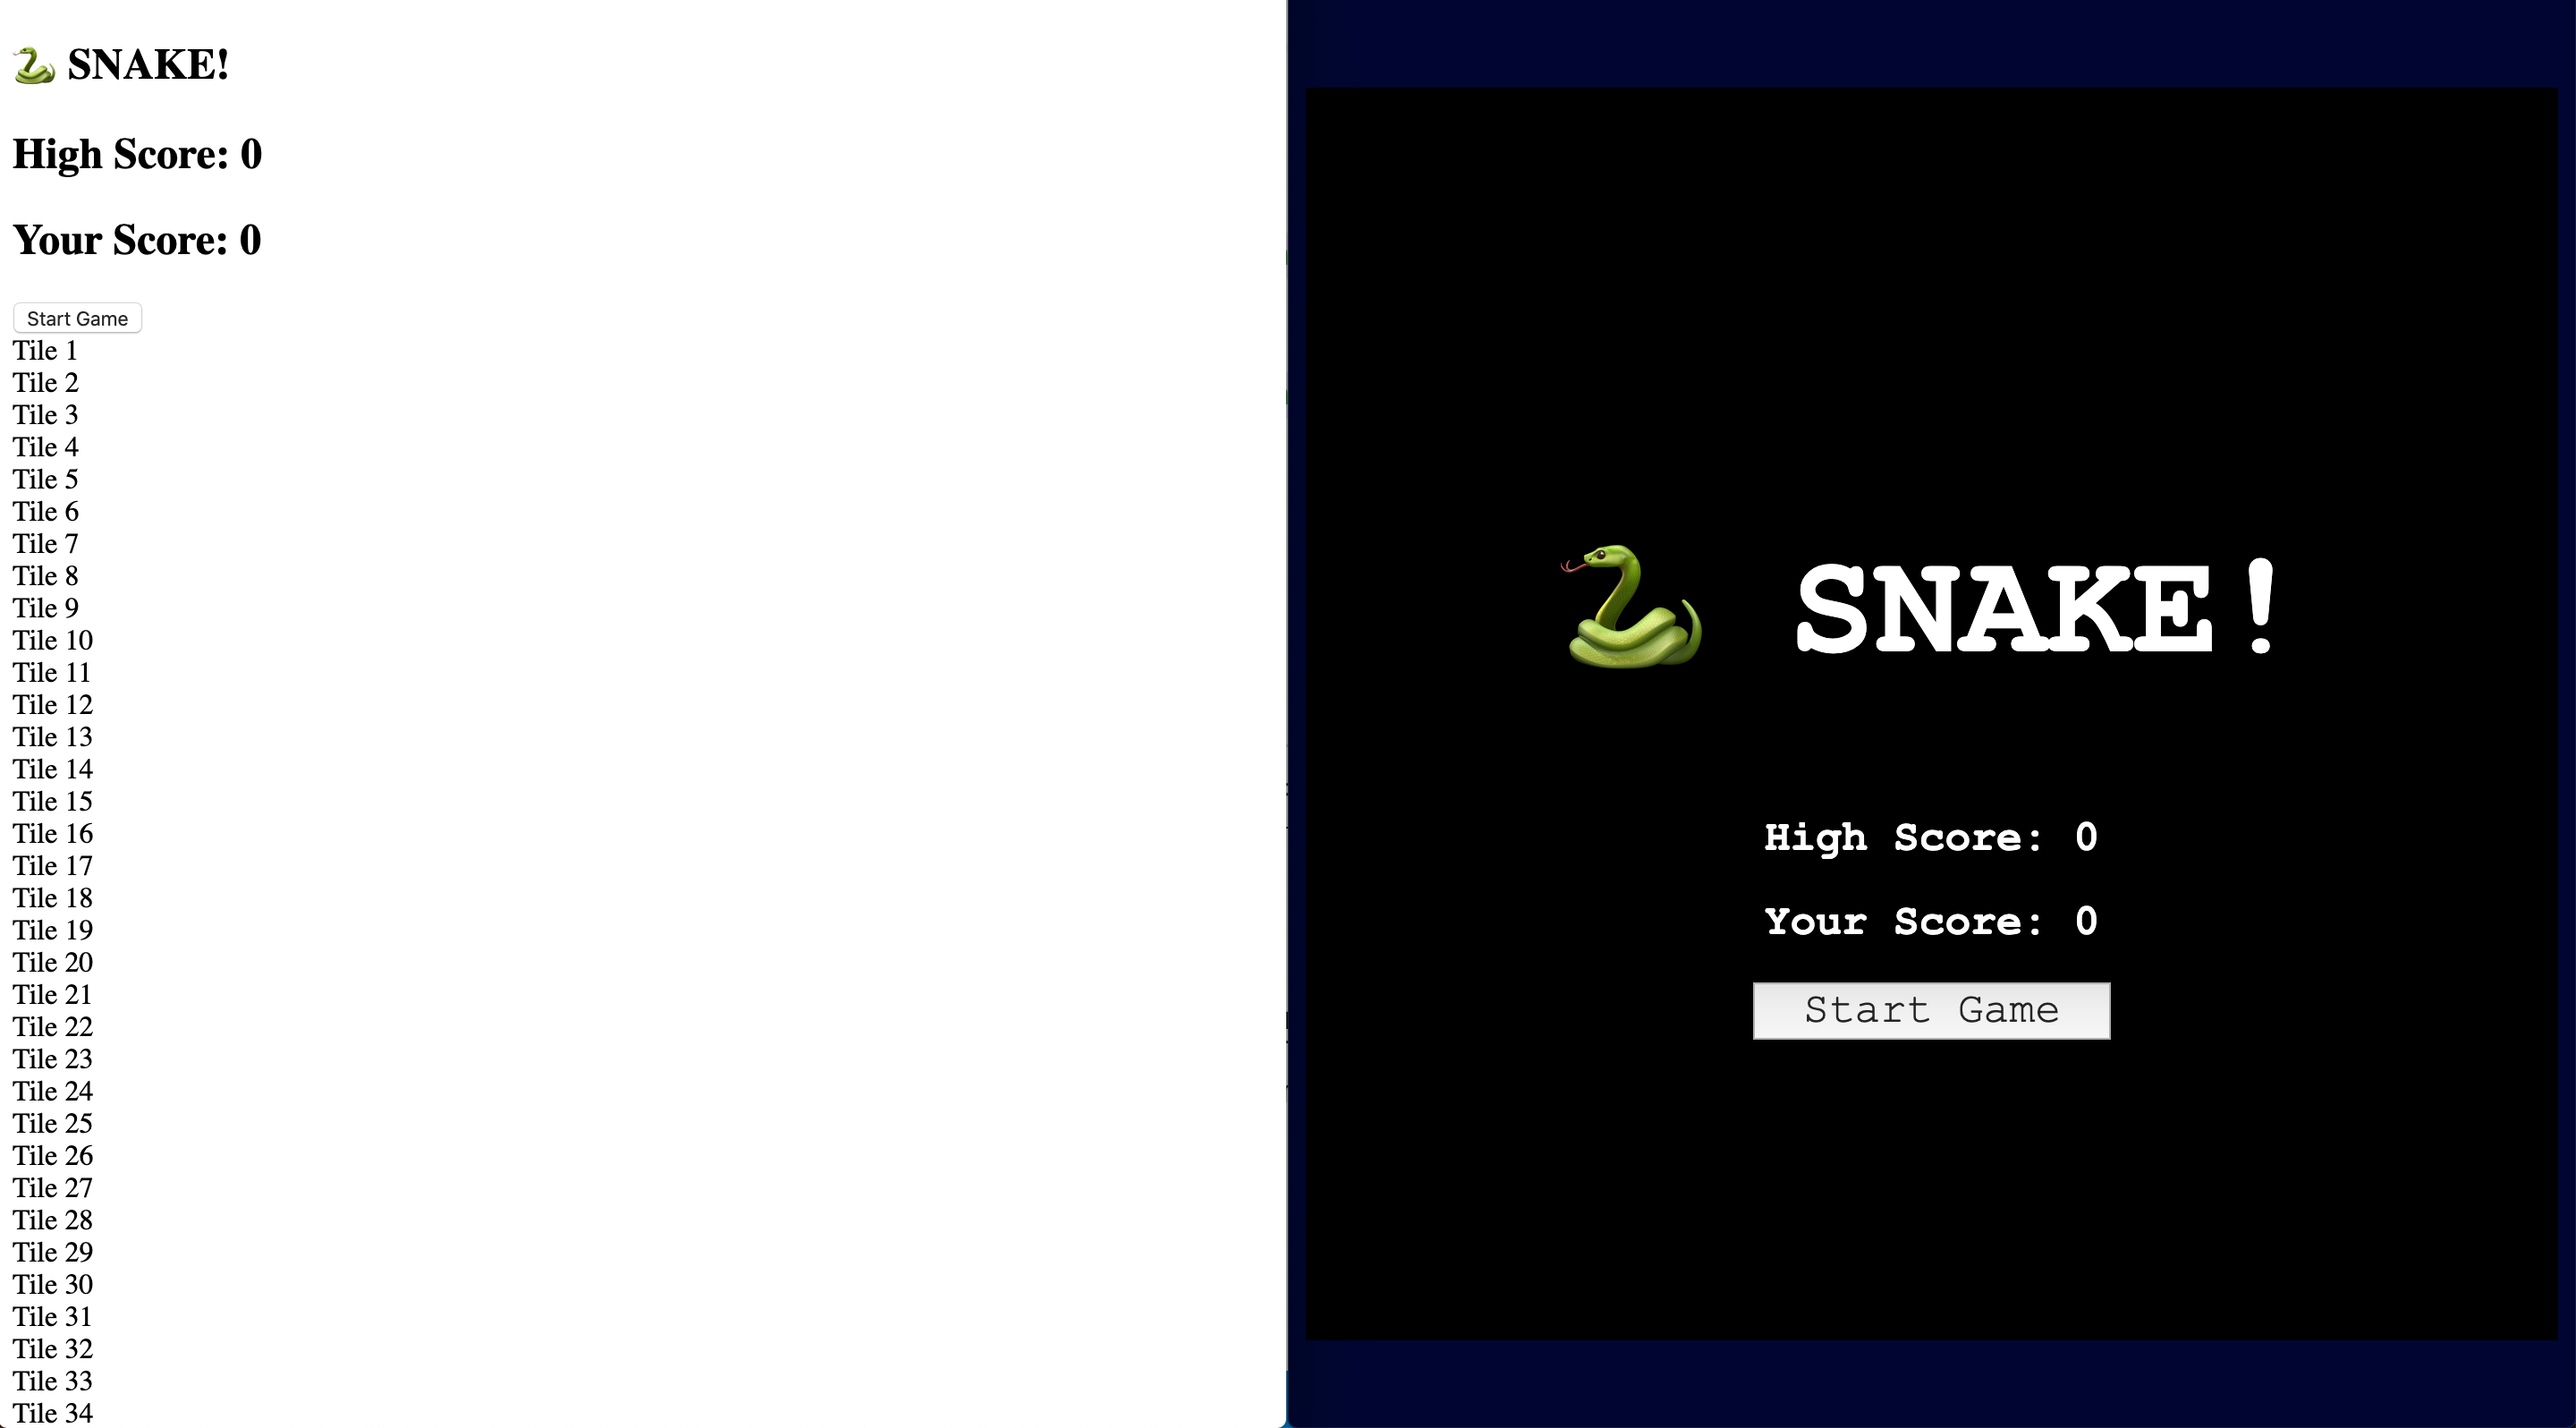 🐍 SNAKE!
High Score: 0
Your Score: 0
Start Game
Tile 1
Tile 2
Tile 3
Tile 4
Tile 5
Tile 6
Tile 7
Tile 8
Tile 9
Tile 10
Tile 11
Tile 12
Tile 13
Tile 14
Tile 15
Tile 16
Tile 17
Tile 18
Tile 19
Tile 20
Tile 21
Tile 22
Tile 23
Tile 24
Tile 25
Tile 26
Tile 27
Tile 28
Tile 29
Tile 30
Tile 31
Tile 32
Tile 33
Tile 34
🐍 SNAKE!
High Score: 0
Your Score: 0
Start Game